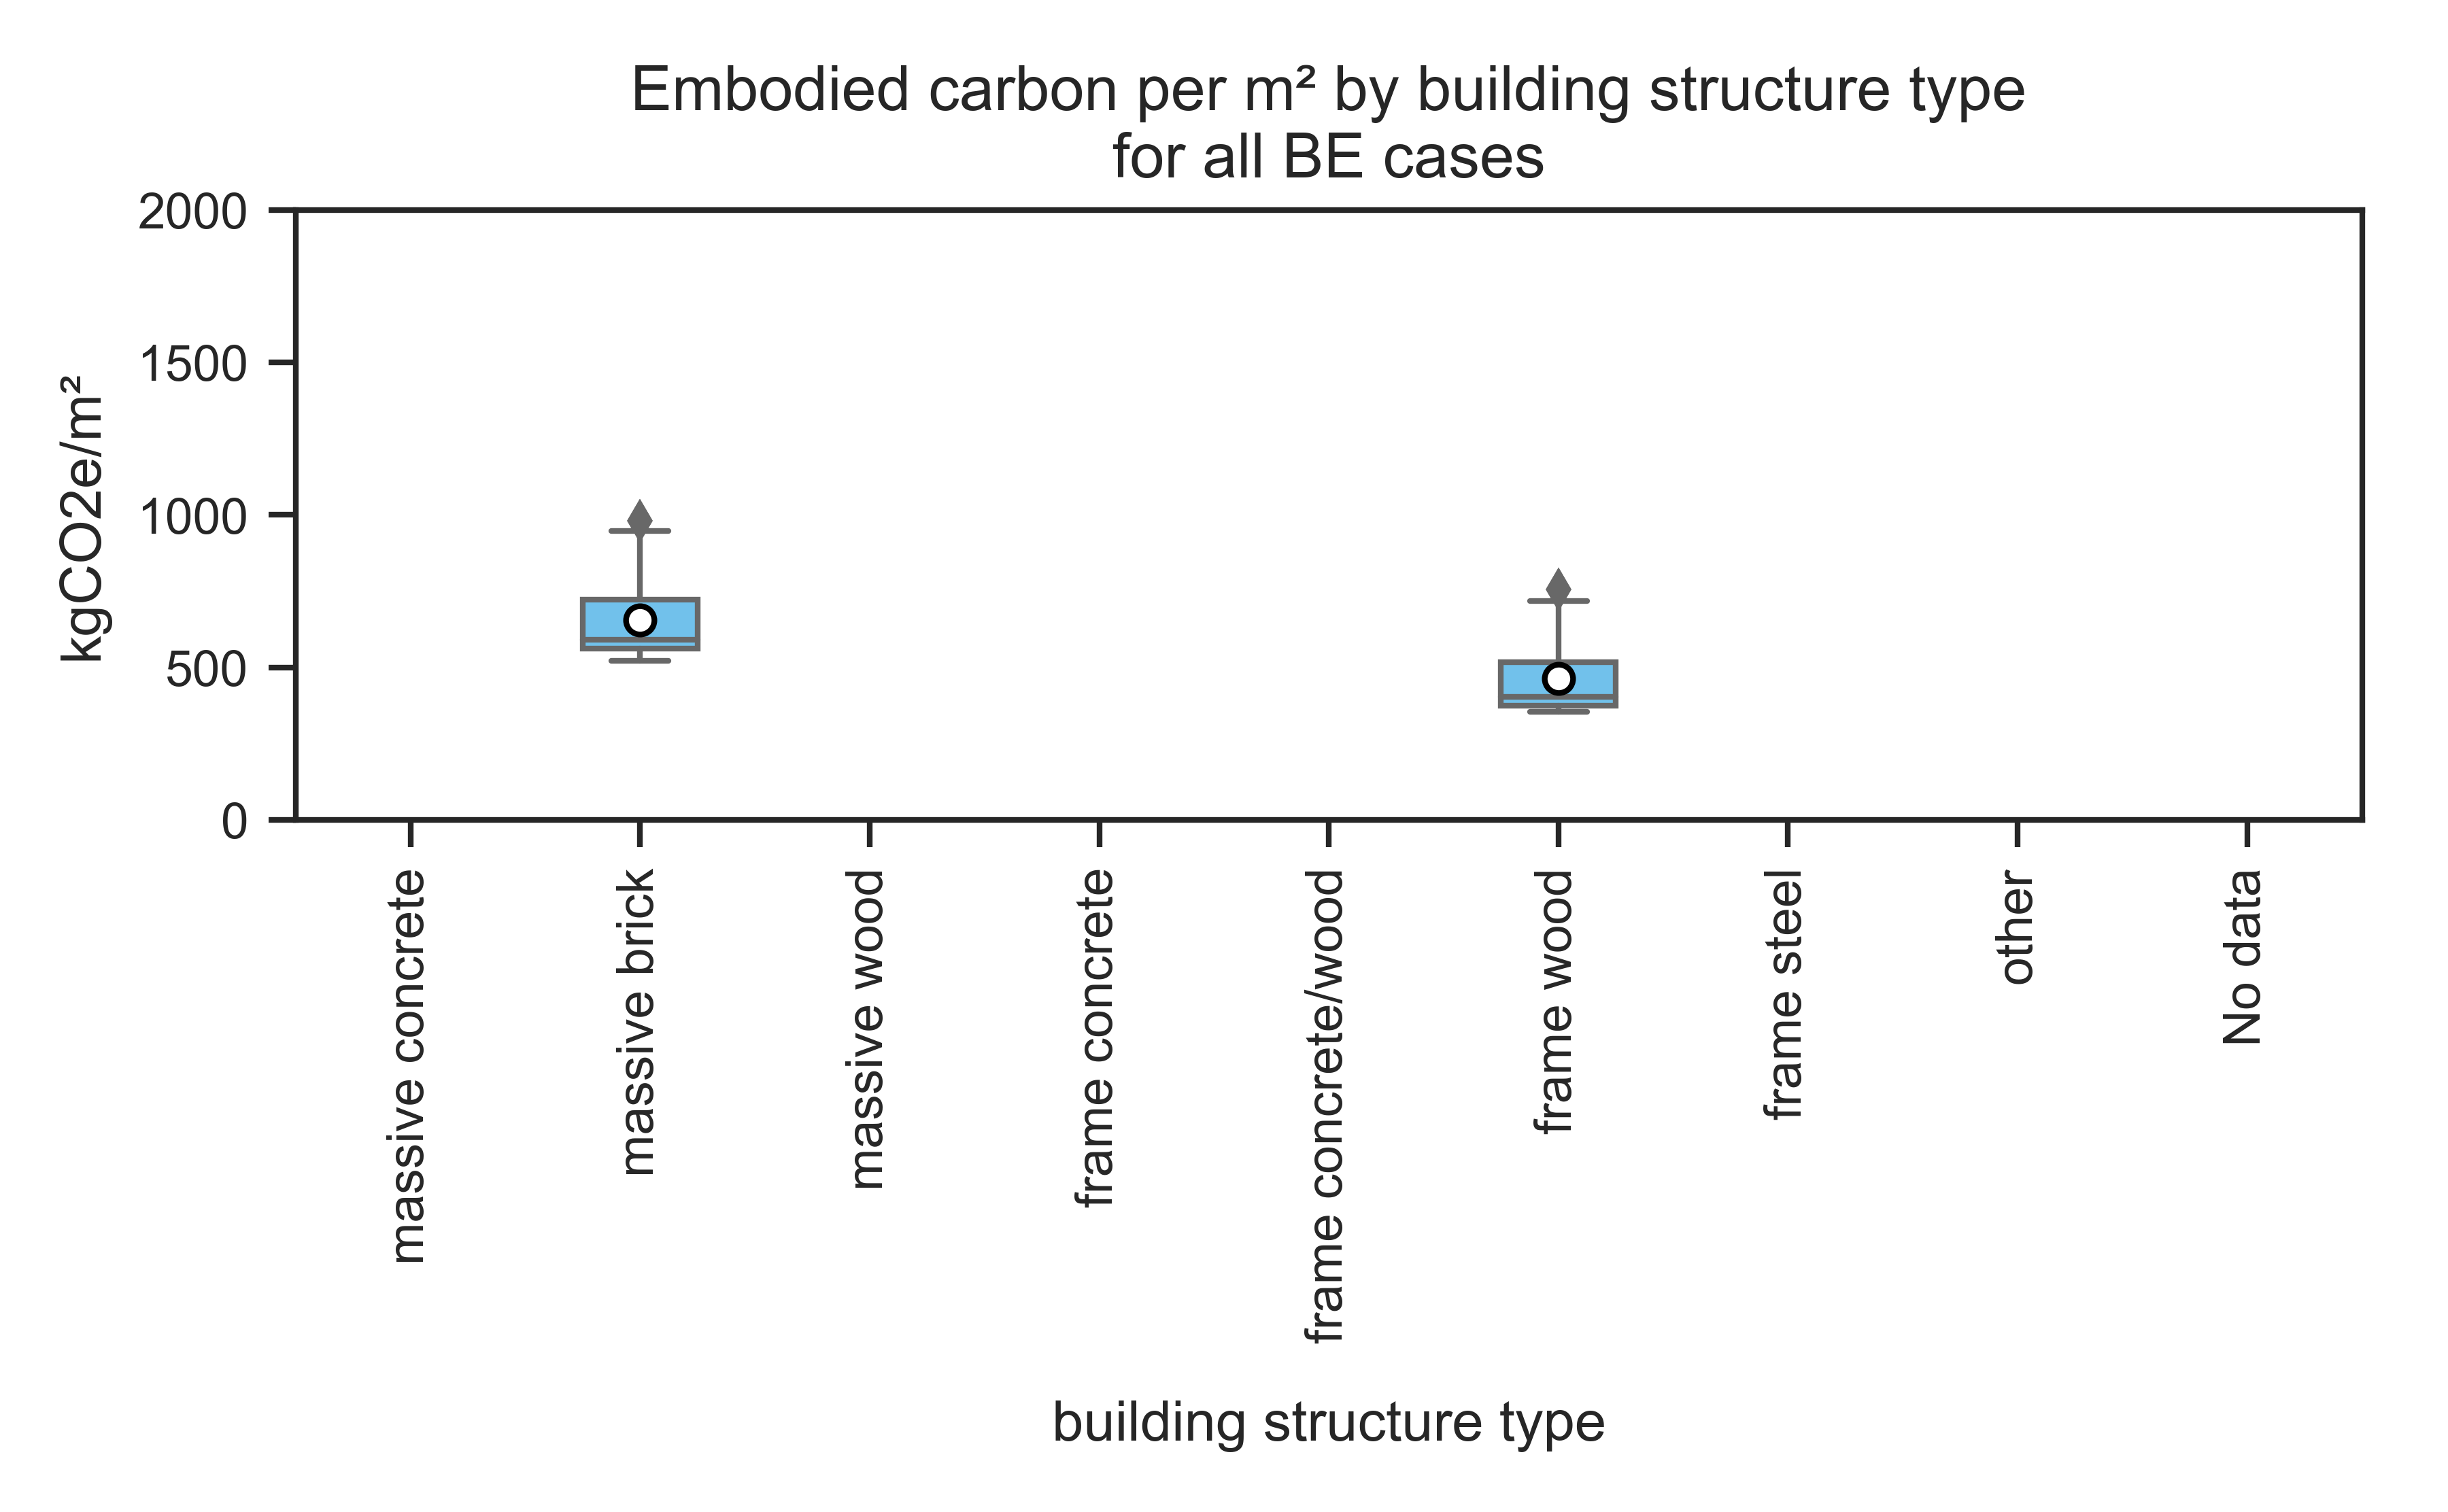 Embodied carbon per m² by building structure type
for all BE cases
2000
1500
1000
500
0
kgCO2e/m²
massive concrete
massive brick
massive wood
frame concrete
frame concrete/wood
frame wood
frame steel
other
No data
building structure type